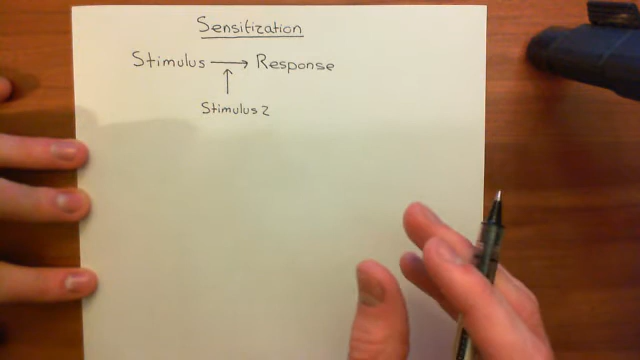 Sensitization
Stimulus → Response
Stimulus 2